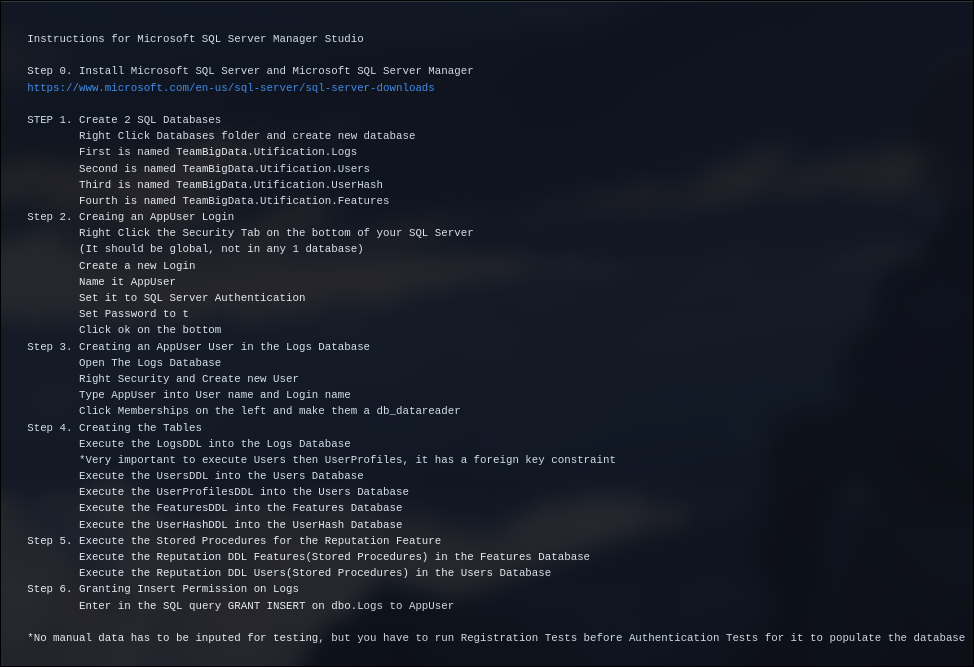 Instructions for Microsoft SQL Server Manager Studio
Step 0. Install Microsoft SQL Server and Microsoft SQL Server Manager
https://www.microsoft.com/en-us/sql-server/sql-server-downloads
STEP 1. Create 2 SQL Databases
Right Click Databases folder and create new database
First is named TeamBigData.Utification.Logs
Second is named TeamBigData.Utification.Users
Third is named TeamBigData.Utification.UserHash
Fourth is named TeamBigData.Utification.Features
Step 2. Creaing an AppUser Login
Right Click the Security Tab on the bottom of your SQL Server
(It should be global, not in any 1 database)
Create a new Login
Name it AppUser
Set it to SQL Server Authentication
Set Password to t
Click ok on the bottom
Step 3. Creating an AppUser User in the Logs Database
Open The Logs Database
Right Security and Create new User
Type AppUser into User name and Login name
Click Memberships on the left and make them a db_datareader
Step 4. Creating the Tables
Execute the LogsDDL into the Logs Database
*Very important to execute Users then UserProfiles, it has a foreign key constraint
Execute the UsersDDL into the Users Database
Execute the UserProfilesDDL into the Users Database
Execute the FeaturesDDL into the Features Database
Execute the UserHashDDL into the UserHash Database
Step 5. Execute the Stored Procedures for the Reputation Feature
Execute the Reputation DDL Features(Stored Procedures) in the Features Database
Execute the Reputation DDL Users(Stored Procedures) in the Users Database
Step 6. Granting Insert Permission on Logs
Enter in the SQL query GRANT INSERT on dbo.Logs to AppUser
*No manual data has to be inputed for testing, but you have to run Registration Tests before Authentication Tests for it to populate the database